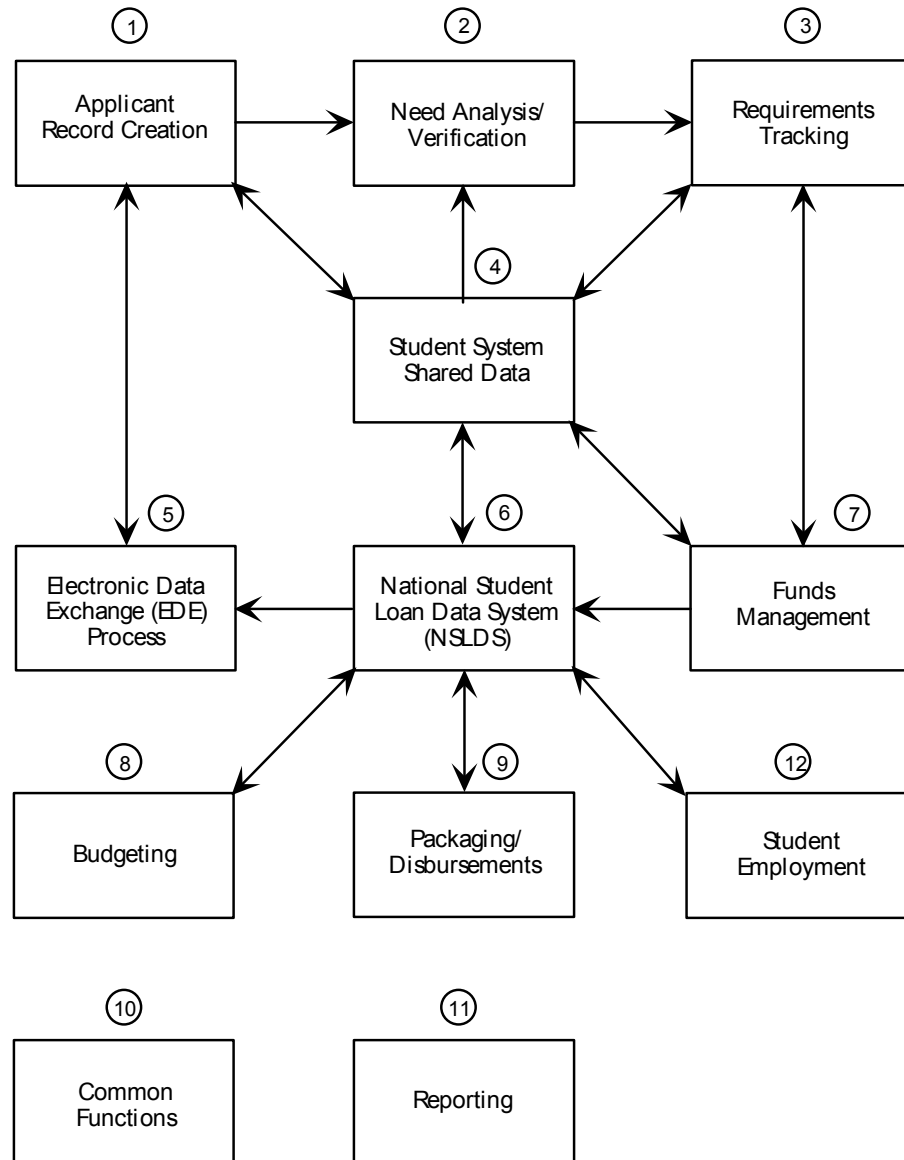 1
2
3
Applicant
Record Creation
Need Analysis/
Verification
Requirements
Tracking
4
Student System
Shared Data
5
6
7
Electronic Data
Exchange (EDE)
Process
National Student
Loan Data System
(NSLDS)
Funds
Management
8
9
12
Budgeting
Packaging/
Disbursements
Student
Employment
10
11
Common
Functions
Reporting